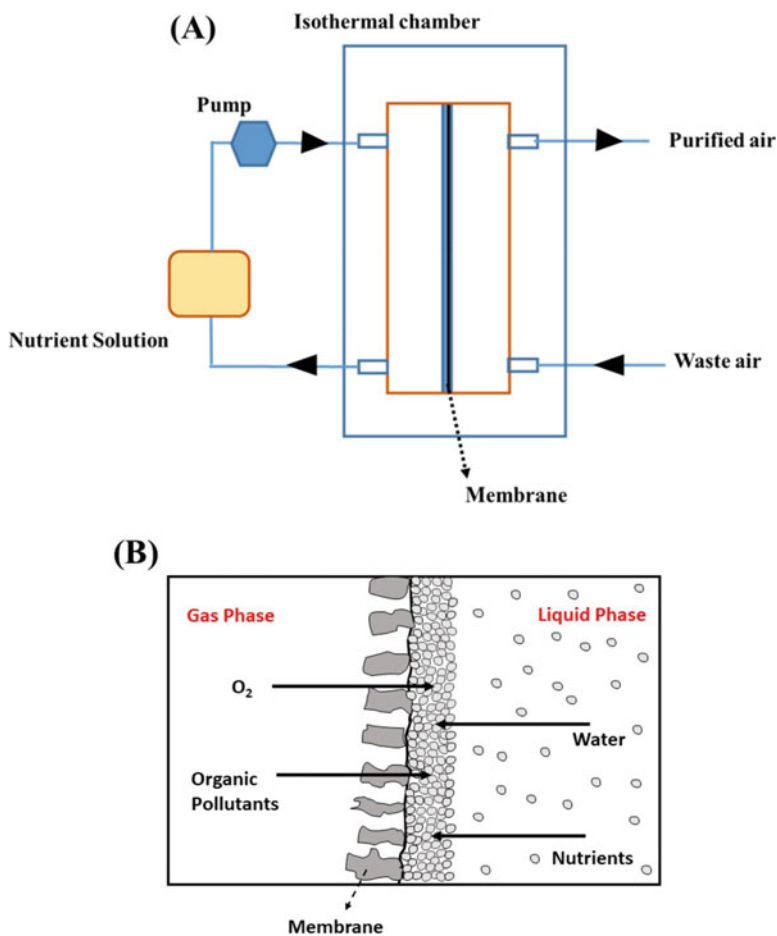 (A)
Isothermal chamber
Pump
Purified air
Nutrient Solution
Waste air
Membrane
(B)
Gas Phase
Liquid Phase
O₂
Water
Organic
Pollutants
Nutrients
Membrane